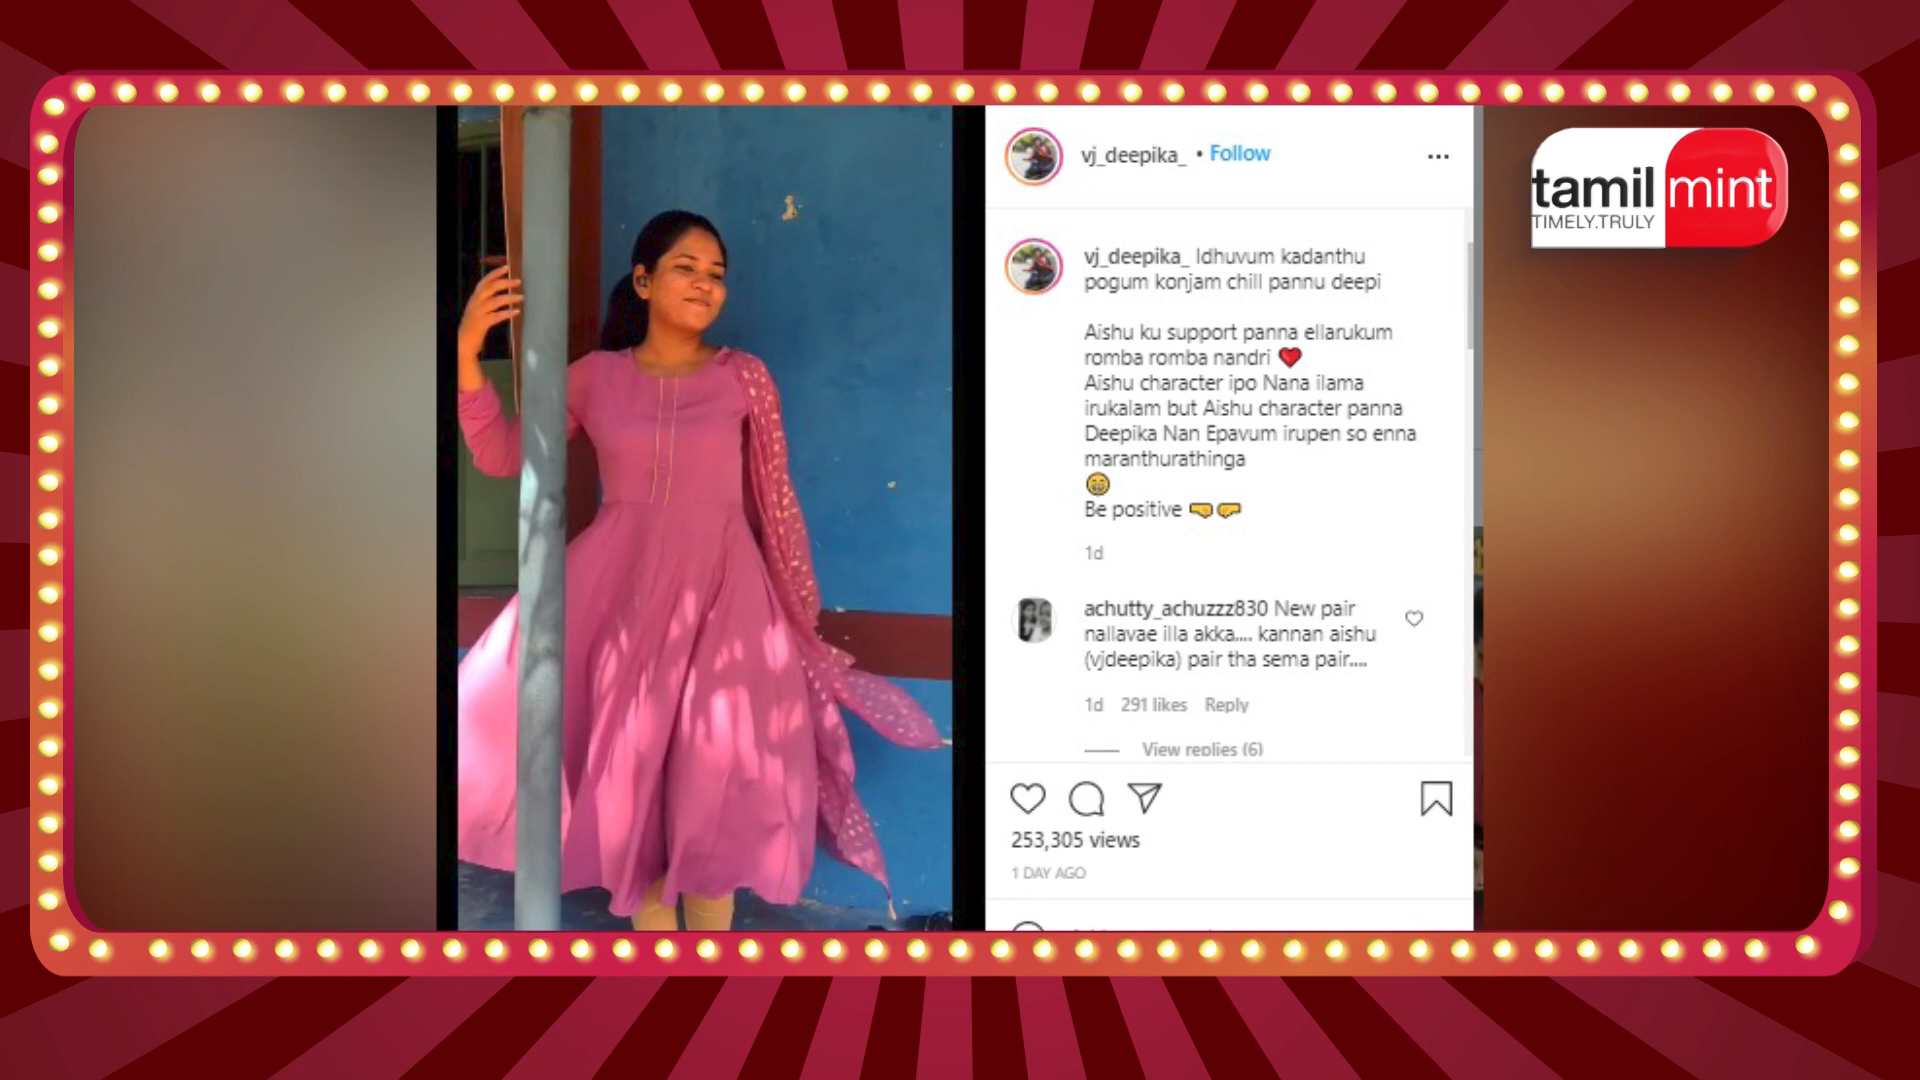 vj_deepika_ • Follow
vj_deepika_ Idhuvum kadanthu
pogum konjam chill pannu deepi
Aishu ku support panna ellarukum
romba romba nandri ❤️
Aishu character ipo Nana ilama
irukalam but Aishu character panna
Deepika Nan Epavum irupen so enna
maranthurathinga
😁
Be positive 🤜🤛
1d
achutty_achuzzz830 New pair
nallavae illa akka.... kannan aishu
(vjdeepika) pair tha sema pair....
1d 291 likes Reply
View replies (6)
253,305 views
1 DAY AGO
tamil mint
TIMELY.TRULY